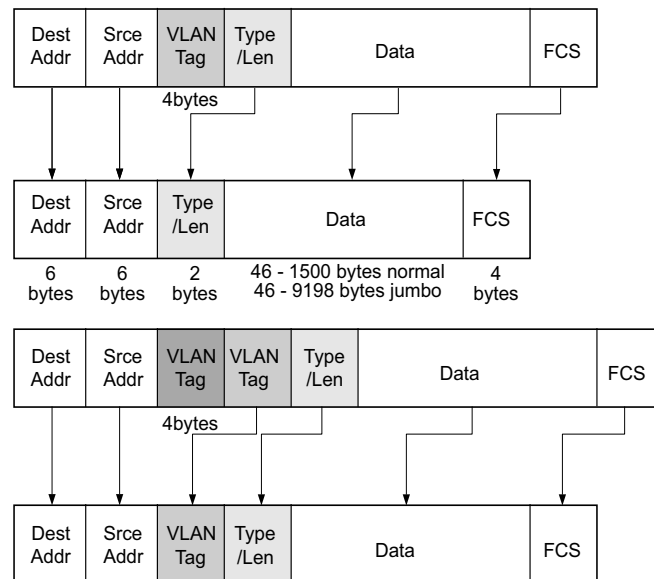 Dest Addr Srce Addr VLAN Tag Type /Len Data FCS
4bytes
Dest Addr Srce Addr Type /Len Data FCS
6 bytes 6 bytes 2 bytes 46 - 1500 bytes normal 46 - 9198 bytes jumbo 4 bytes
Dest Addr Srce Addr VLAN Tag VLAN Tag Type /Len Data FCS
4bytes
Dest Addr Srce Addr VLAN Tag Type /Len Data FCS